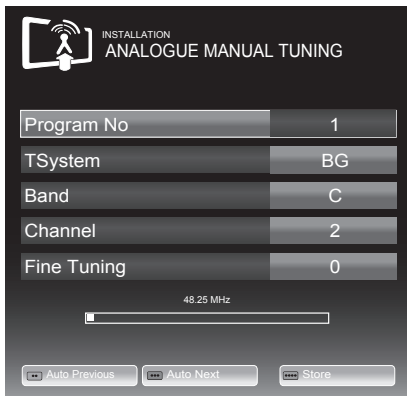 INSTALLATION
ANALOGUE MANUAL TUNING
Program No 1
TSystem BG
Band C
Channel 2
Fine Tuning 0
48.25 MHz
Auto Previous Auto Next Store